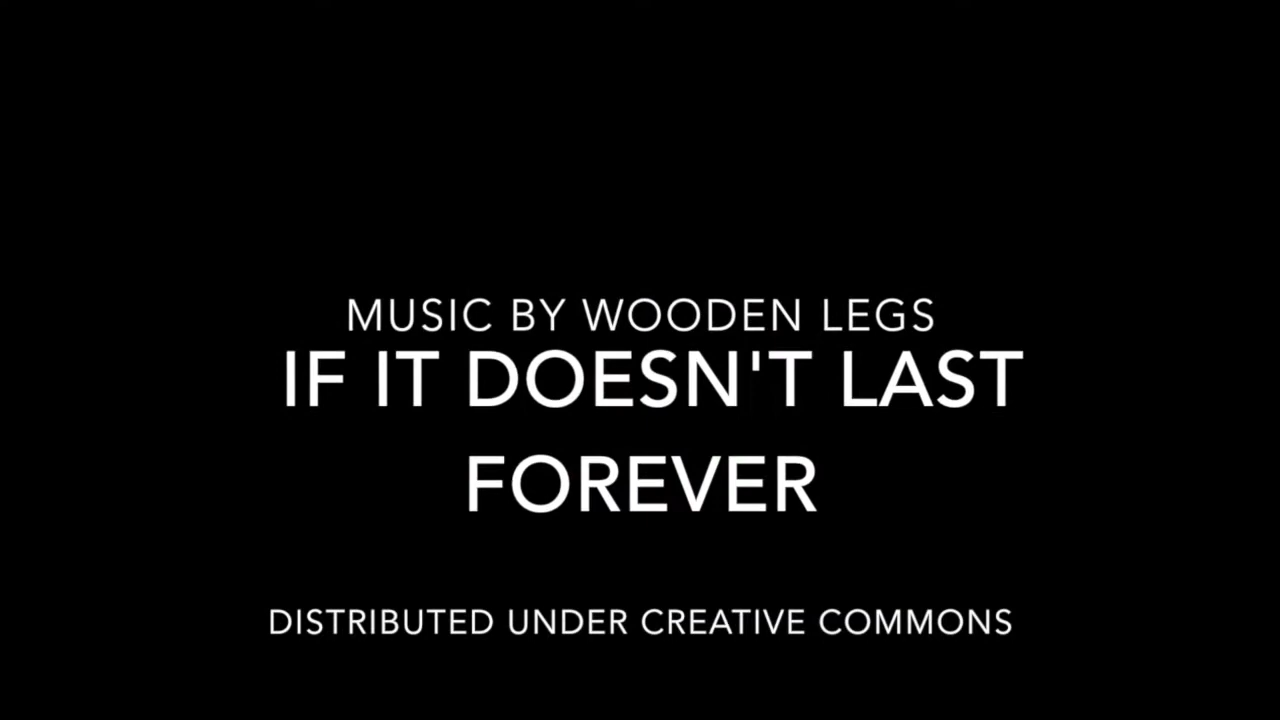 MUSIC BY WOODEN LEGS
IF IT DOESN'T LAST
FOREVER
DISTRIBUTED UNDER CREATIVE COMMONS